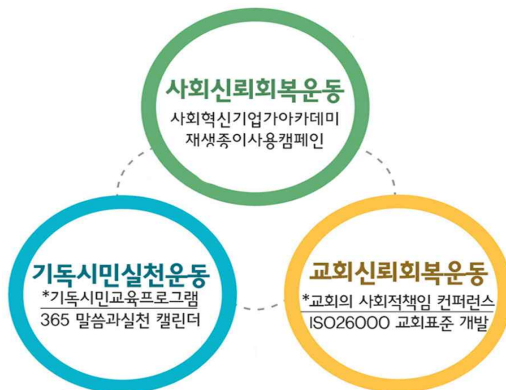 사회신뢰회복운동
사회혁신기업가아카데미
재생종이사용캠페인
기독시민실천운동
*기독시민교육프로그램
365 말씀과실천 캘린더
교회신뢰회복운동
*교회의 사회적책임 컨퍼런스
ISO26000 교회표준 개발